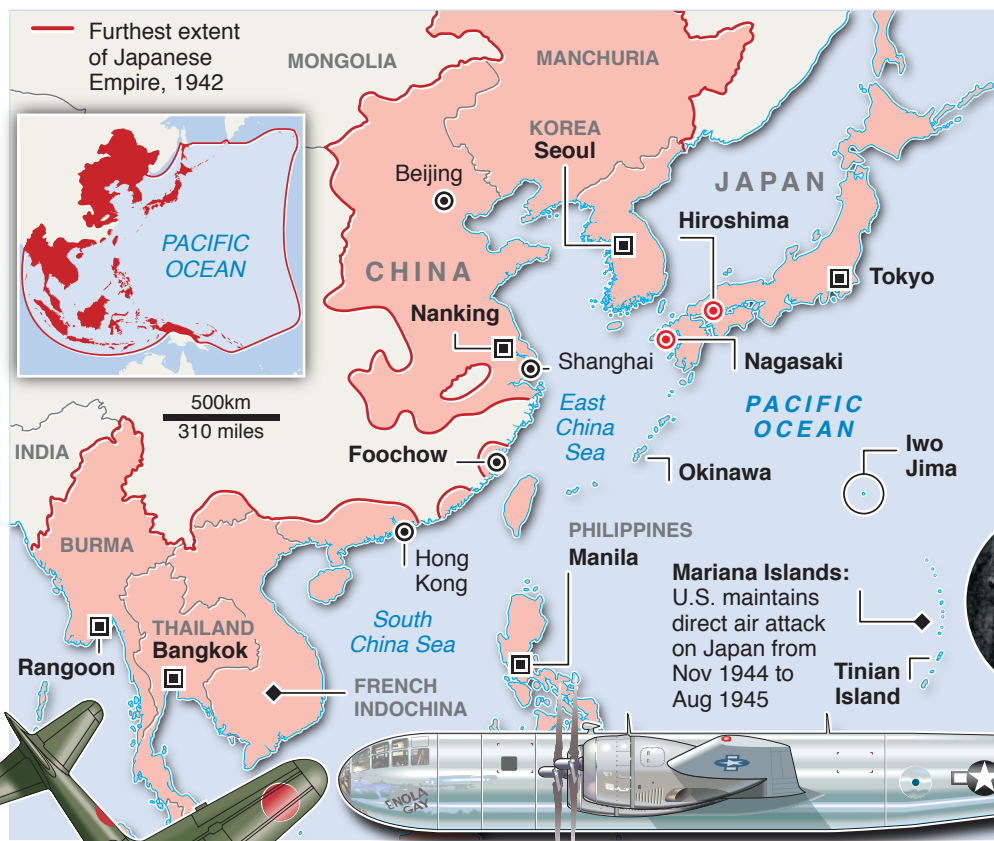 Furthest extent
of Japanese
Empire, 1942
MONGOLIA
MANCHURIA
KOREA
Seoul
Beijing
JAPAN
Hiroshima
PACIFIC
OCEAN
CHINA
Tokyo
Nanking
Shanghai
Nagasaki
500km
310 miles
East
China
Sea
PACIFIC
OCEAN
INDIA
Foochow
Okinawa
Iwo
Jima
BURMA
Hong
Kong
PHILIPPINES
Manila
Mariana Islands:
U.S. maintains
direct air attack
on Japan from
Nov 1944 to
Aug 1945
South
China Sea
THAILAND
Bangkok
Rangoon
FRENCH
INDOCHINA
Tinian
Island
ENOLA
GAY